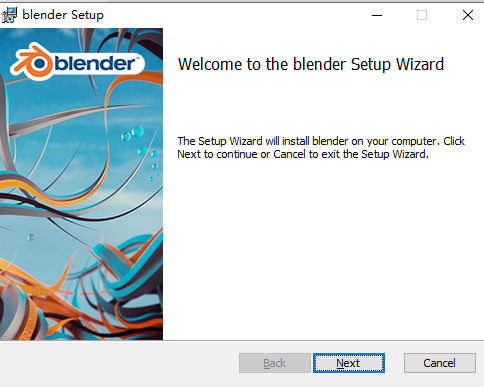 blender Setup
blender
Welcome to the blender Setup Wizard
The Setup Wizard will install blender on your computer. Click
Next to continue or Cancel to exit the Setup Wizard.
Back
Next
Cancel